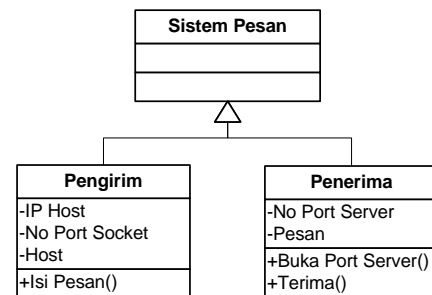 Sistem Pesan
Pengirim
-IP Host
-No Port Socket
-Host
+Isi Pesan()
Penerima
-No Port Server
-Pesan
+Buka Port Server()
+Terima()